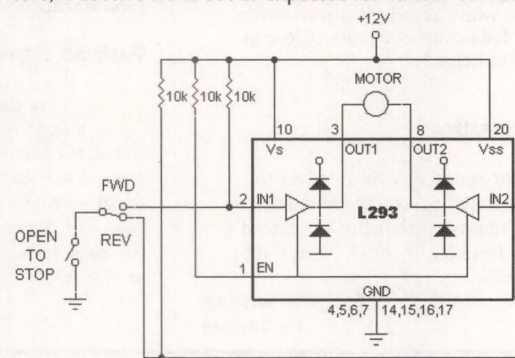 +12V
MOTOR
10k 10k 10k
10 3 8 20
Vs OUT1 OUT2 Vss
FWD
2 IN1 L293 IN2
REV
OPEN
TO
STOP
1 EN
GND
4,5,6,7 14,15,16,17